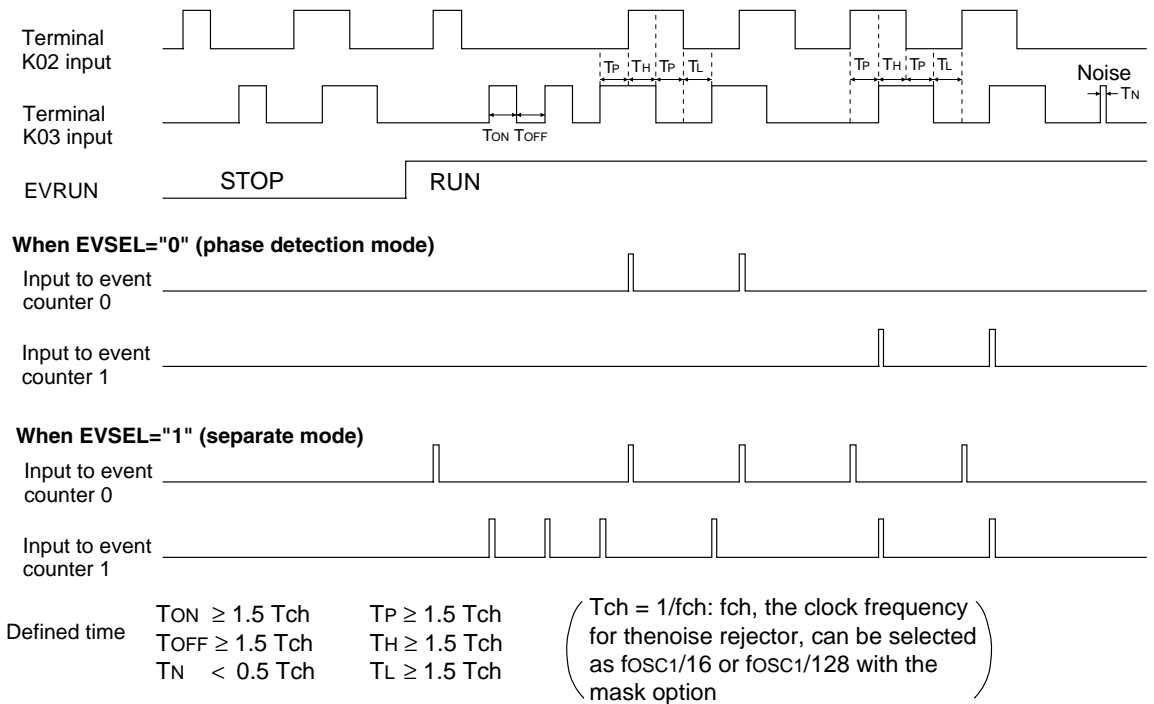 Terminal
K02 input
TP TH TP TL TP TH TP TL
Noise
TN
Terminal
K03 input
TON TOFF
EVRUN STOP RUN
When EVSEL="0" (phase detection mode)
Input to event
counter 0
Input to event
counter 1
When EVSEL="1" (separate mode)
Input to event
counter 0
Input to event
counter 1
Defined time
TON ≥ 1.5 Tch TP ≥ 1.5 Tch
TOFF ≥ 1.5 Tch TH ≥ 1.5 Tch
TN < 0.5 Tch TL ≥ 1.5 Tch
Tch = 1/fch: fch, the clock frequency
for thenoise rejector, can be selected
as fOSC1/16 or fOSC1/128 with the
mask option